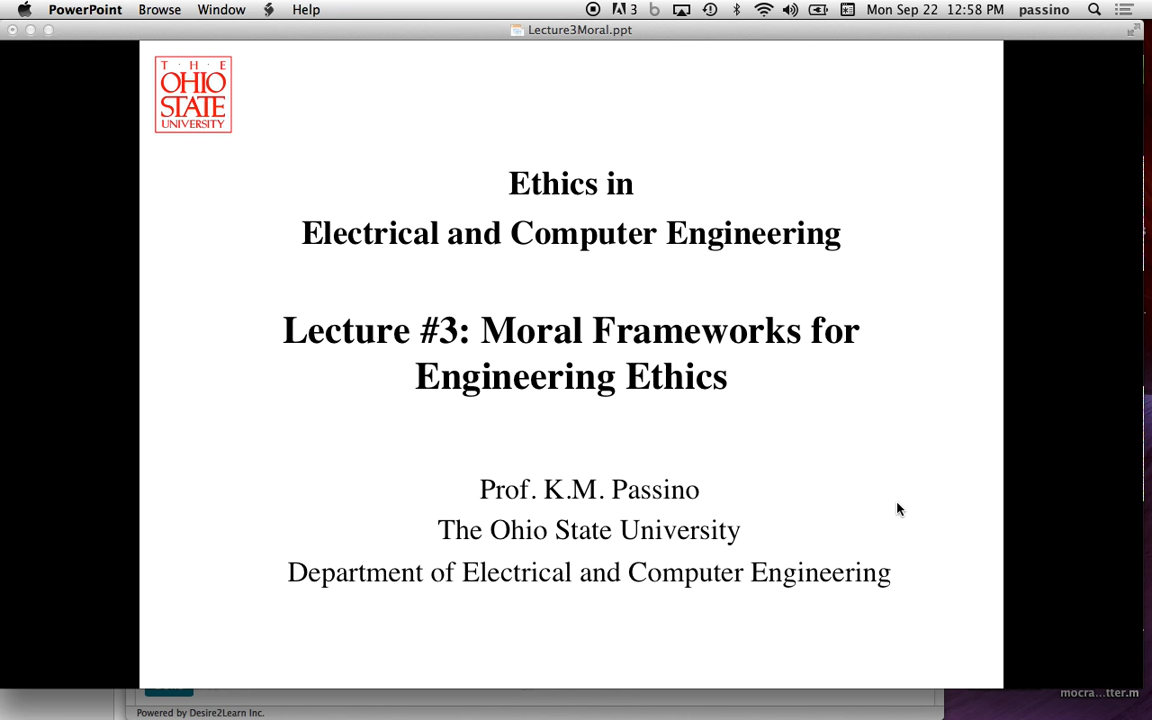 PowerPoint Browse Window Help 3 Mon Sep 22 12:58 PM passino
Lecture3Moral.ppt
T · H · E
OHIO
STATE
UNIVERSITY
Ethics in
Electrical and Computer Engineering
Lecture #3: Moral Frameworks for
Engineering Ethics
Prof. K.M. Passino
The Ohio State University
Department of Electrical and Computer Engineering
mocra...tter.m
Powered by Desire2Learn Inc.